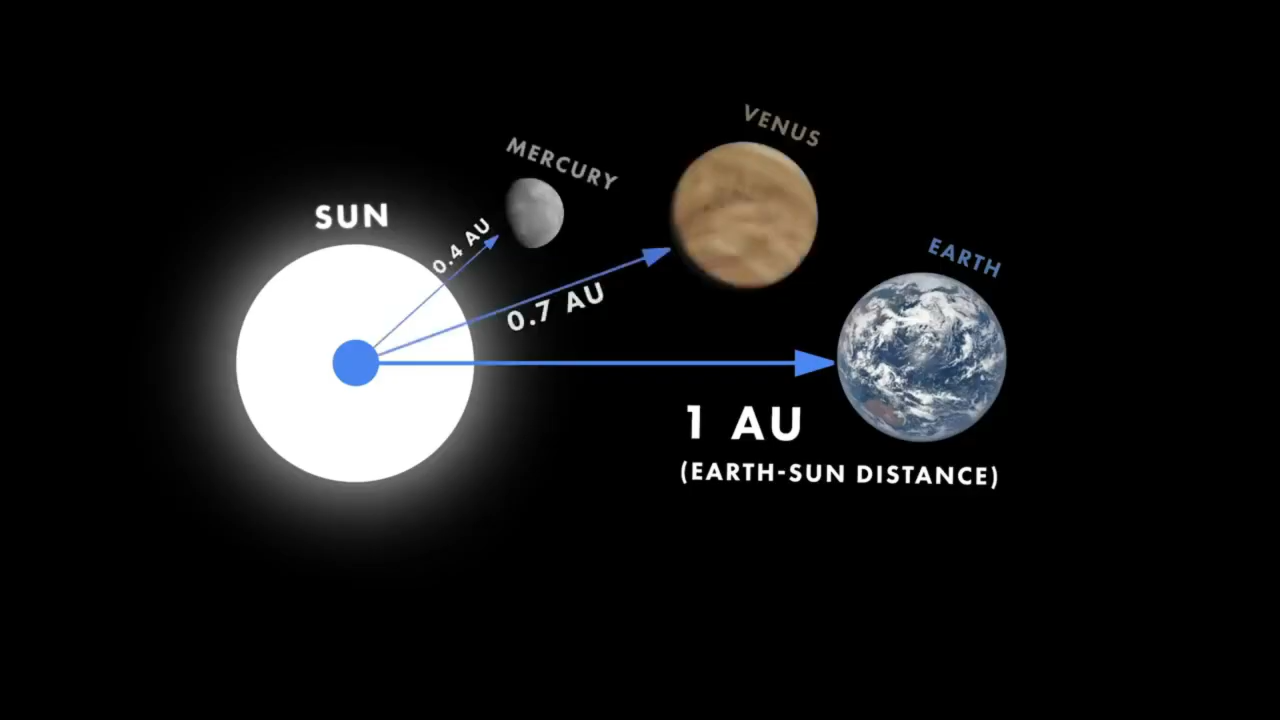 VENUS
MERCURY
SUN
0.4 AU
EARTH
0.7 AU
1 AU
(EARTH-SUN DISTANCE)